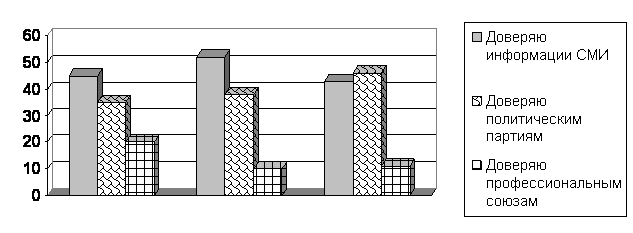 60
50
40
30
20
10
0
Доверяю
информации СМИ
Доверяю
политическим
партиям
Доверяю
профессиональным
союзам